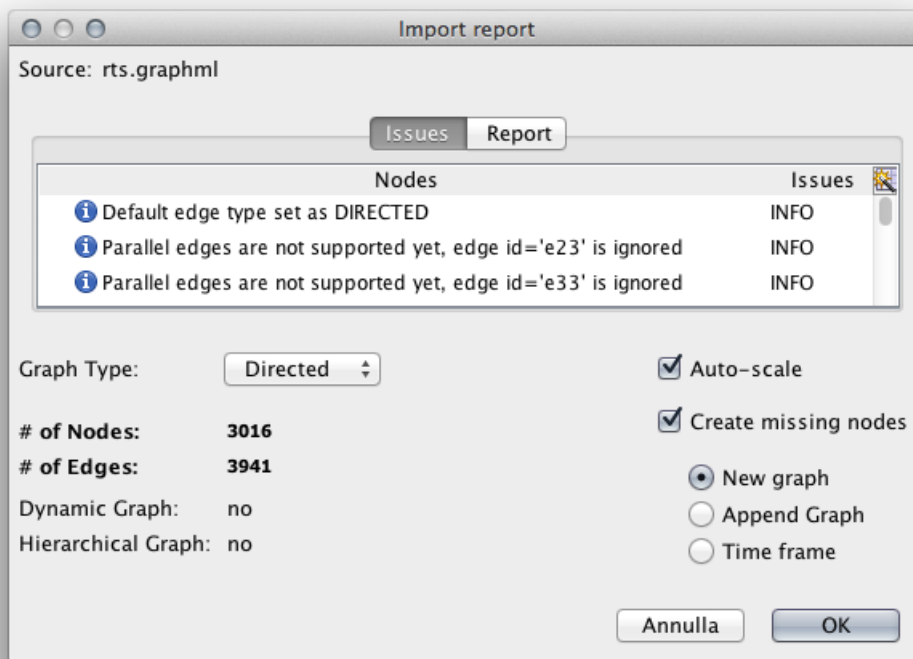 Import report
Source: rts.graphml
Issues Report
Nodes Issues
Default edge type set as DIRECTED INFO
Parallel edges are not supported yet, edge id='e23' is ignored INFO
Parallel edges are not supported yet, edge id='e33' is ignored INFO
Graph Type: Directed
Auto-scale
# of Nodes: 3016
Create missing nodes
# of Edges: 3941
New graph
Dynamic Graph: no
Append Graph
Hierarchical Graph: no
Time frame
Annulla OK